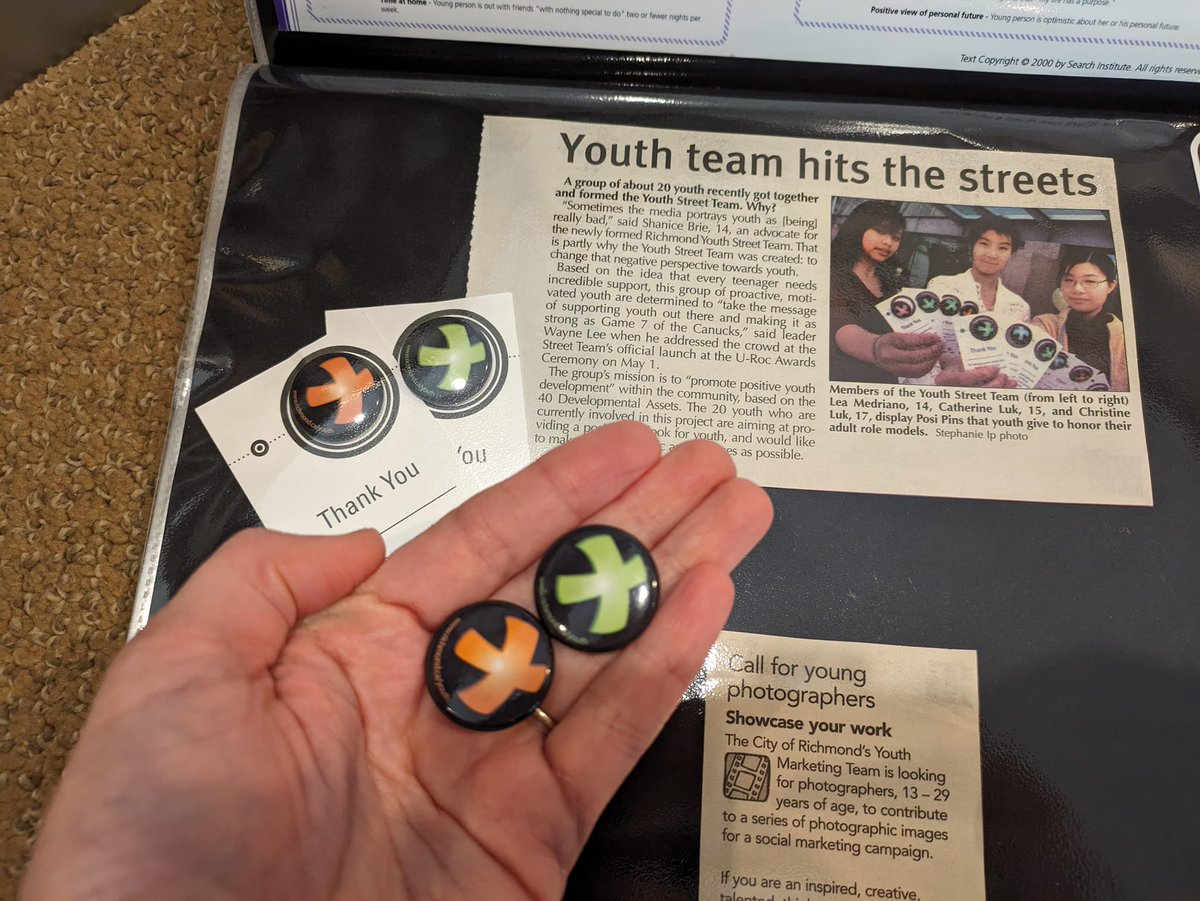 Time at home - Young person is out with friends "with nothing special to do" two or fewer nights per
week.
Positive view of personal future - Young person is optimistic about her or his personal future.
Text Copyright © 2000 by Search Institute. All rights
Youth team hits the streets
A group of about 20 youth recently got together
and formed the Youth Street Team. Why?
"Sometimes the media portrays youth as [being]
really bad," said Shanice Brie, 14, an advocate for
the newly formed Richmond Youth Street Team. That
is partly why the Youth Street Team was created: to
change that negative perspective towards youth.
Based on the idea that every teenager needs
incredible support, this group of proactive, moti-
vated youth are determined to "take the message
of supporting youth out there and making it as
strong as Game 7 of the Canucks," said leader
Wayne Lee when he addressed the crowd at the
Street Team's official launch at the U-Roc Awards
Ceremony on May 1.
The group's mission is to "promote positive youth
development" within the community, based on the
40 Developmental Assets. The 20 youth who are
currently involved in this project are aiming at pro-
viding a for youth, and would like
to as possible.
Members of the Youth Street Team (from left to right)
Lea Medriano, 14, Catherine Luk, 15, and Christine
Luk, 17, display Posi Pins that youth give to honor their
adult role models. Stephanie Ip photo
Thank You
Thank You
Call for young
photographers
Showcase your work
The City of Richmond's Youth
Marketing Team is looking
for photographers, 13 – 29
years of age, to contribute
to a series of photographic images
for a social marketing campaign.
If you are an inspired, creative,